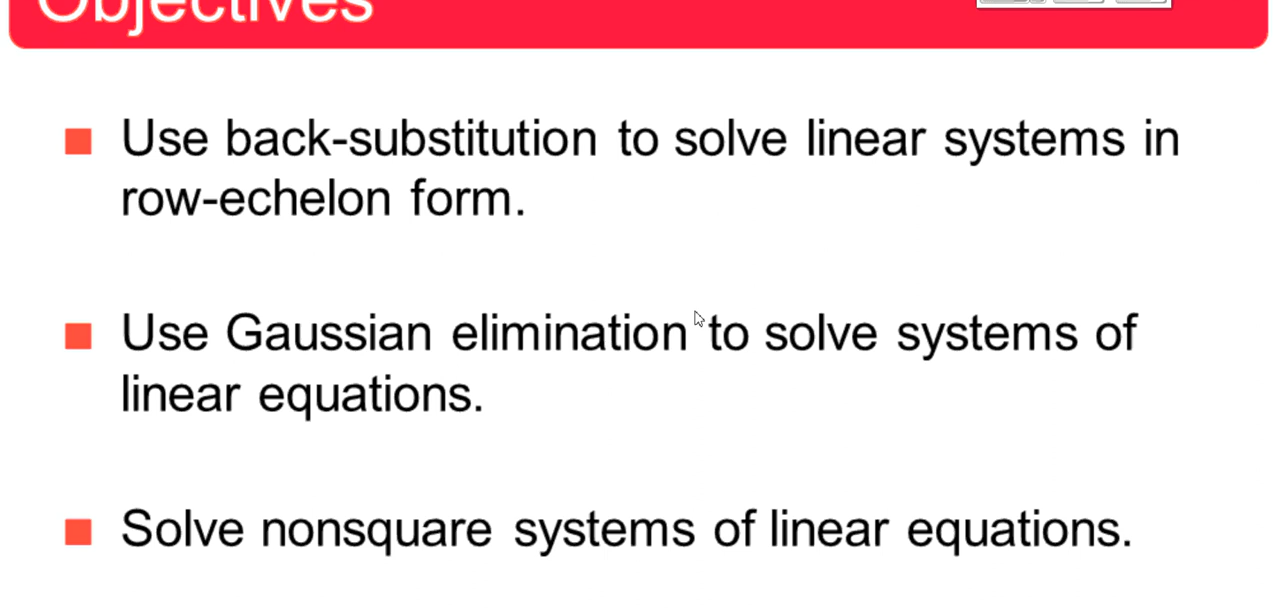 Objectives
Use back-substitution to solve linear systems in
row-echelon form.
Use Gaussian elimination to solve systems of
linear equations.
Solve nonsquare systems of linear equations.